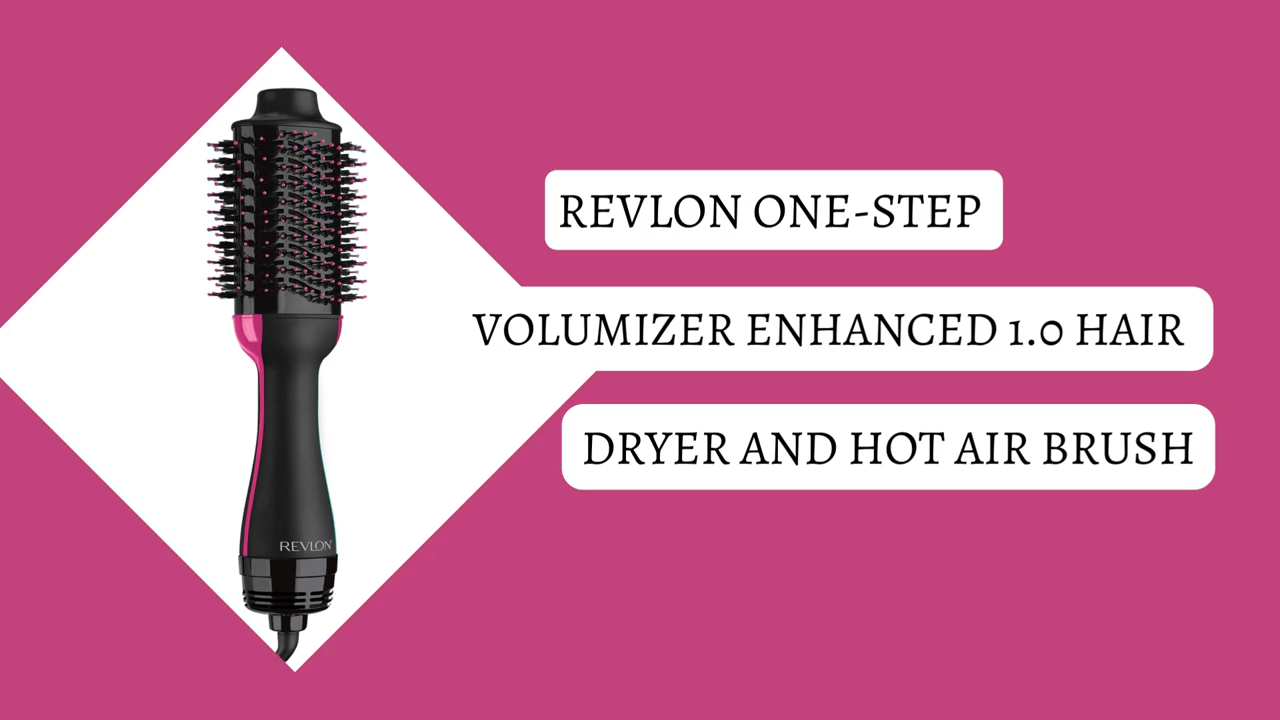 REVLON ONE-STEP
VOLUMIZER ENHANCED 1.0 HAIR
DRYER AND HOT AIR BRUSH
REVLON